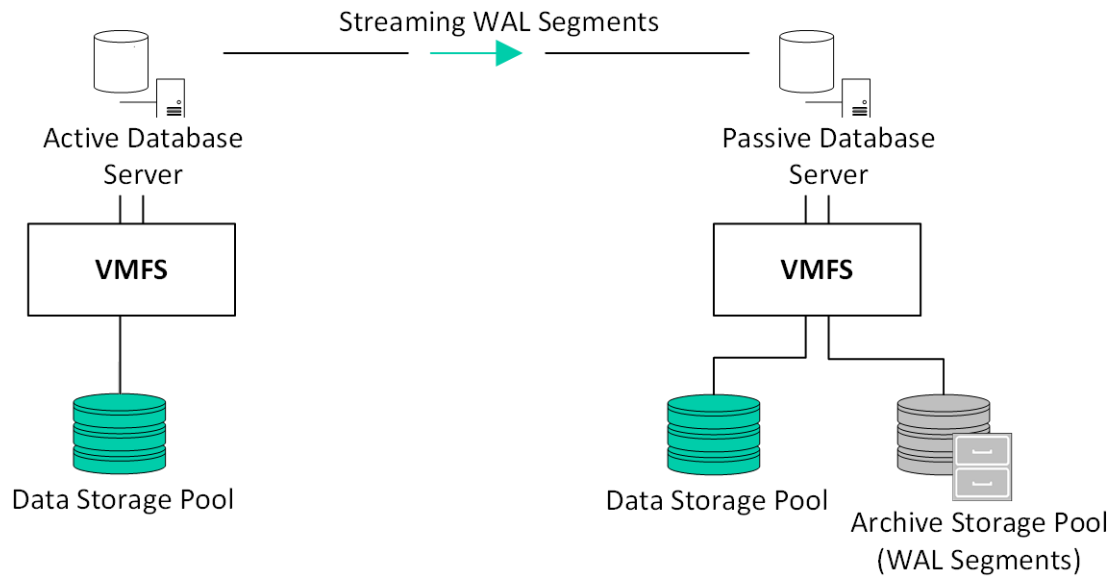 Streaming WAL Segments
Active Database
Server
Passive Database
Server
VMFS
VMFS
Data Storage Pool
Data Storage Pool
Archive Storage Pool
(WAL Segments)